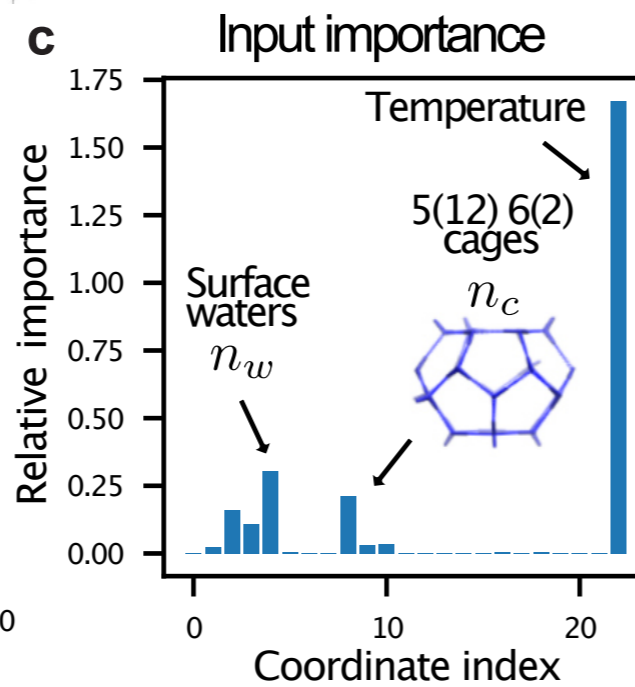 c
Input importance
1.75
1.50
1.25
1.00
0.75
0.50
0.25
0.00
Relative importance
Temperature
5(12) 6(2)
cages
n_c
Surface
waters
n_w
0
0 10 20
Coordinate index